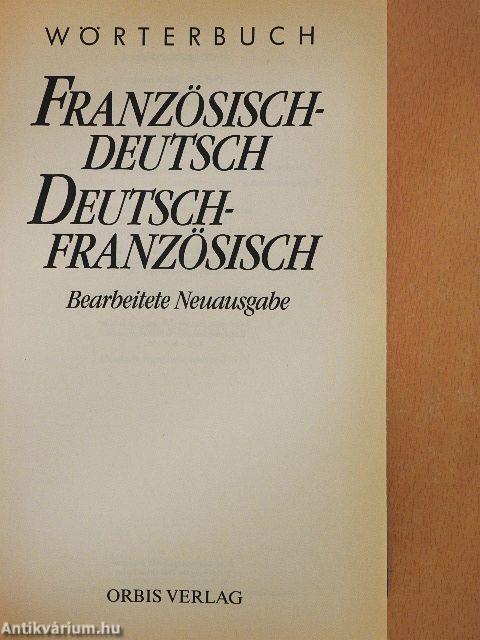 WÖRTERBUCH
FRANZÖSISCH-
DEUTSCH
DEUTSCH-
FRANZÖSISCH
Bearbeitete Neuausgabe
ORBIS VERLAG
Antikvárium.hu